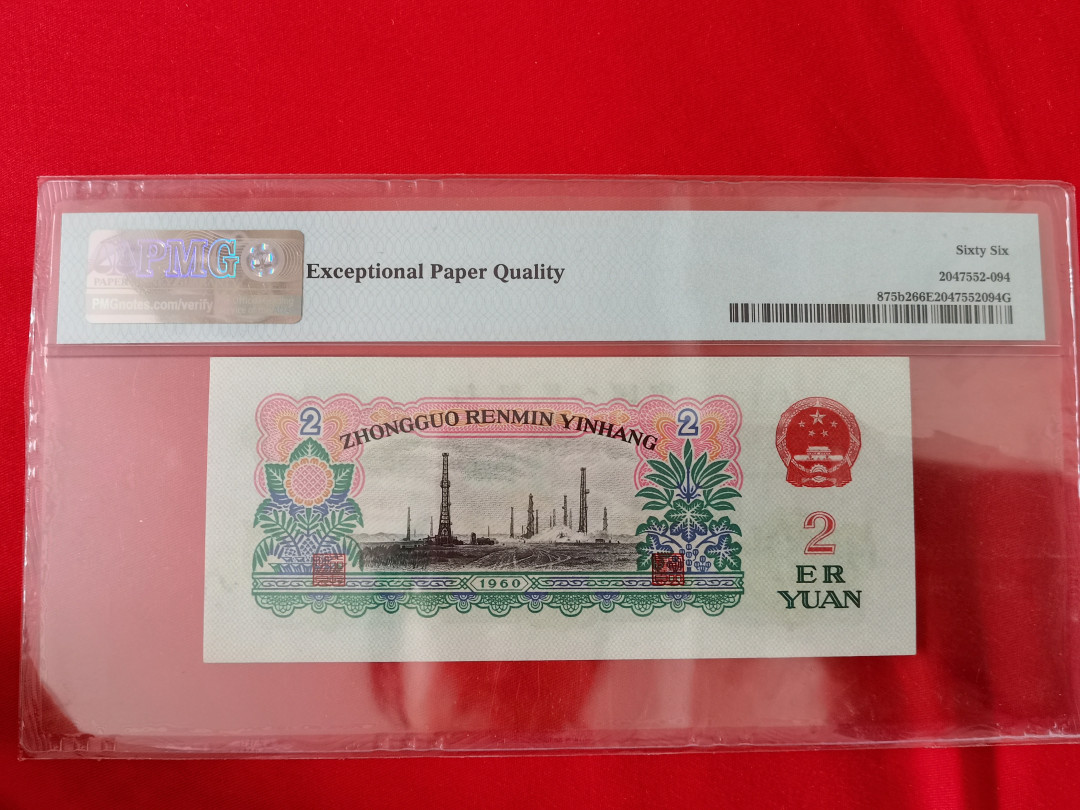 PMG
PAPER
PMGnotes.com/verify
Exceptional Paper Quality
Sixty Six
2047552-094
875b266E2047552094G
2
2
ZHONGGUO RENMIN YINHANG
2
ER
YUAN
1960